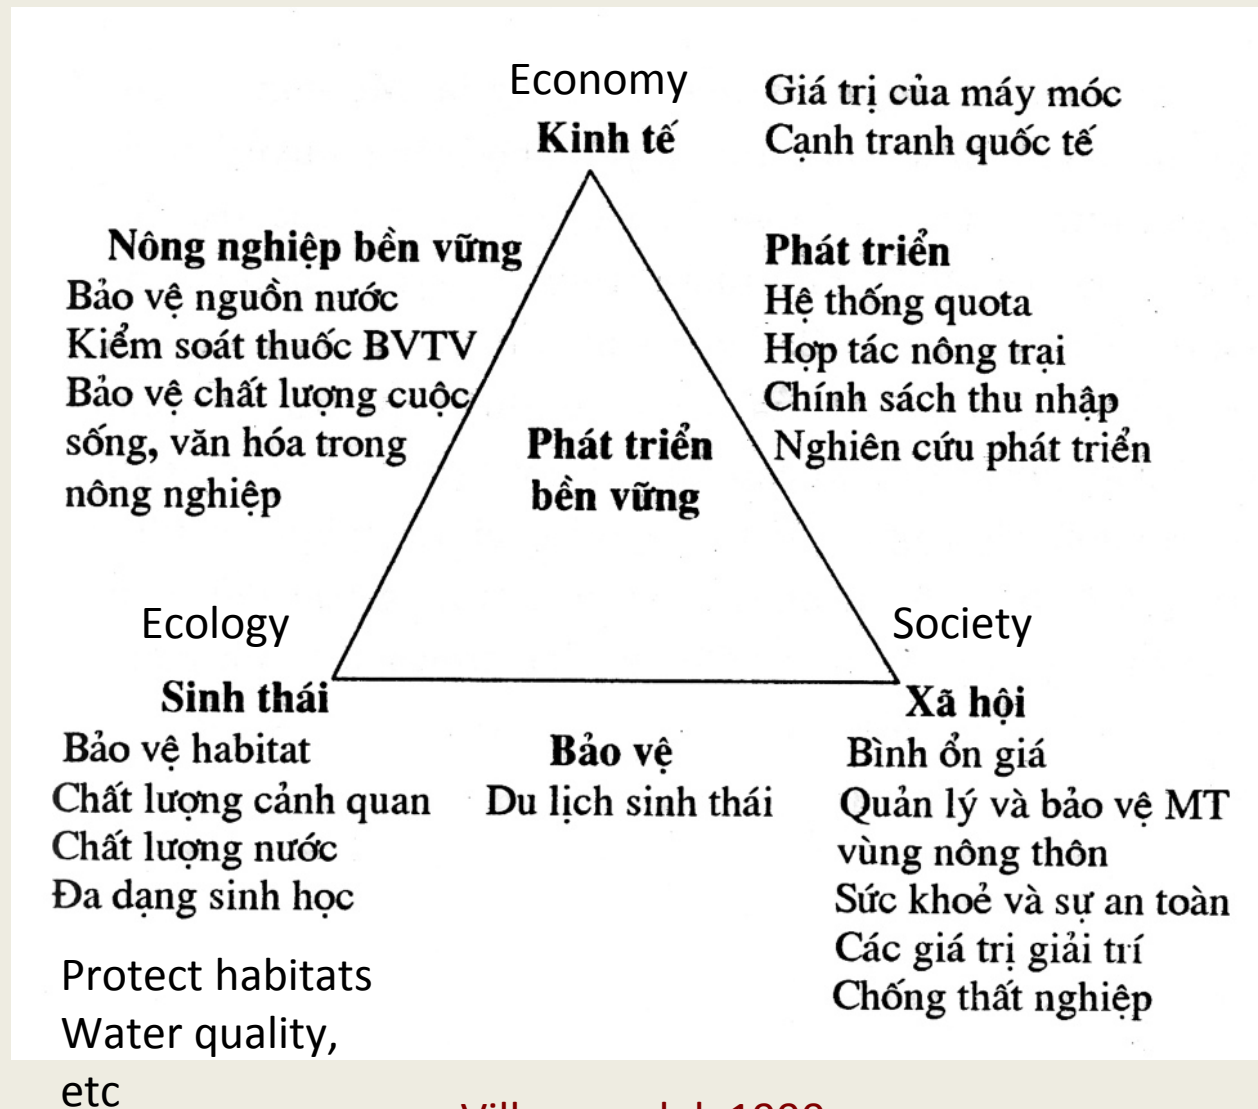 Economy
Kinh tế
Giá trị của máy móc
Cạnh tranh quốc tế
Nông nghiệp bền vững
Bảo vệ nguồn nước
Kiểm soát thuốc BVTV
Bảo vệ chất lượng cuộc
sống, văn hóa trong
nông nghiệp
Phát triển
Hệ thống quota
Hợp tác nông trại
Chính sách thu nhập
Nghiên cứu phát triển
Phát triển
bền vững
Ecology
Sinh thái
Bảo vệ habitat
Chất lượng cảnh quan
Chất lượng nước
Đa dạng sinh học
Protect habitats
Water quality,
etc
Bảo vệ
Du lịch sinh thái
Society
Xã hội
Bình ổn giá
Quản lý và bảo vệ MT
vùng nông thôn
Sức khoẻ và sự an toàn
Các giá trị giải trí
Chống thất nghiệp